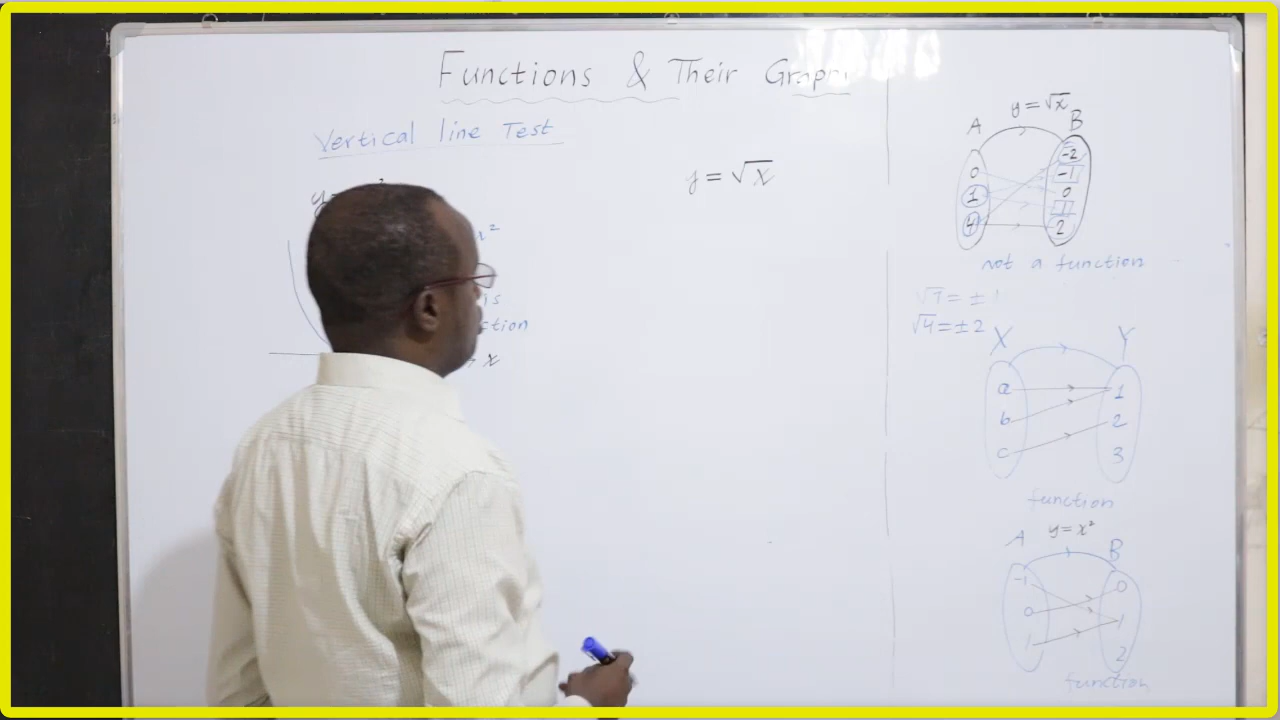 Functions & Their Graph
Vertical line Test
y = √x
is
x
y = √x
A B
0
1
4
-2
-1
0
1
2
not a function
√1 = ± 1
√4 = ± 2
X Y
a
b
c
1
2
3
function
y = x²
A B
-1
0
1
0
1
2
function